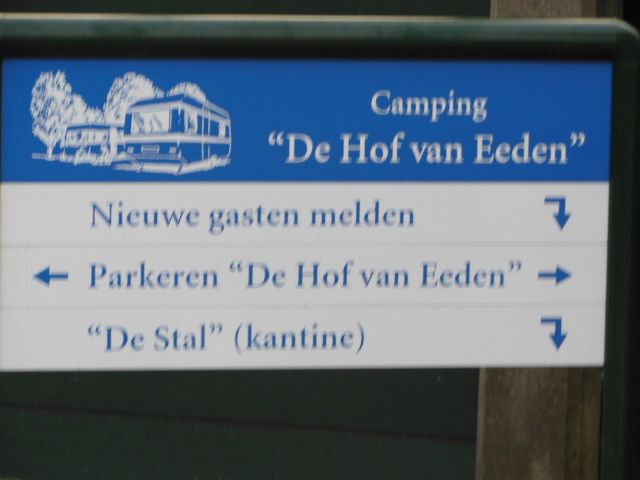 Camping
“De Hof van Eeden”
Nieuwe gasten melden
Parkeren “De Hof van Eeden”
“De Stal” (kantine)